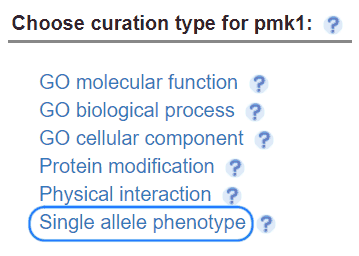 Choose curation type for pmk1: ?
GO molecular function ?
GO biological process ?
GO cellular component ?
Protein modification ?
Physical interaction ?
Single allele phenotype ?